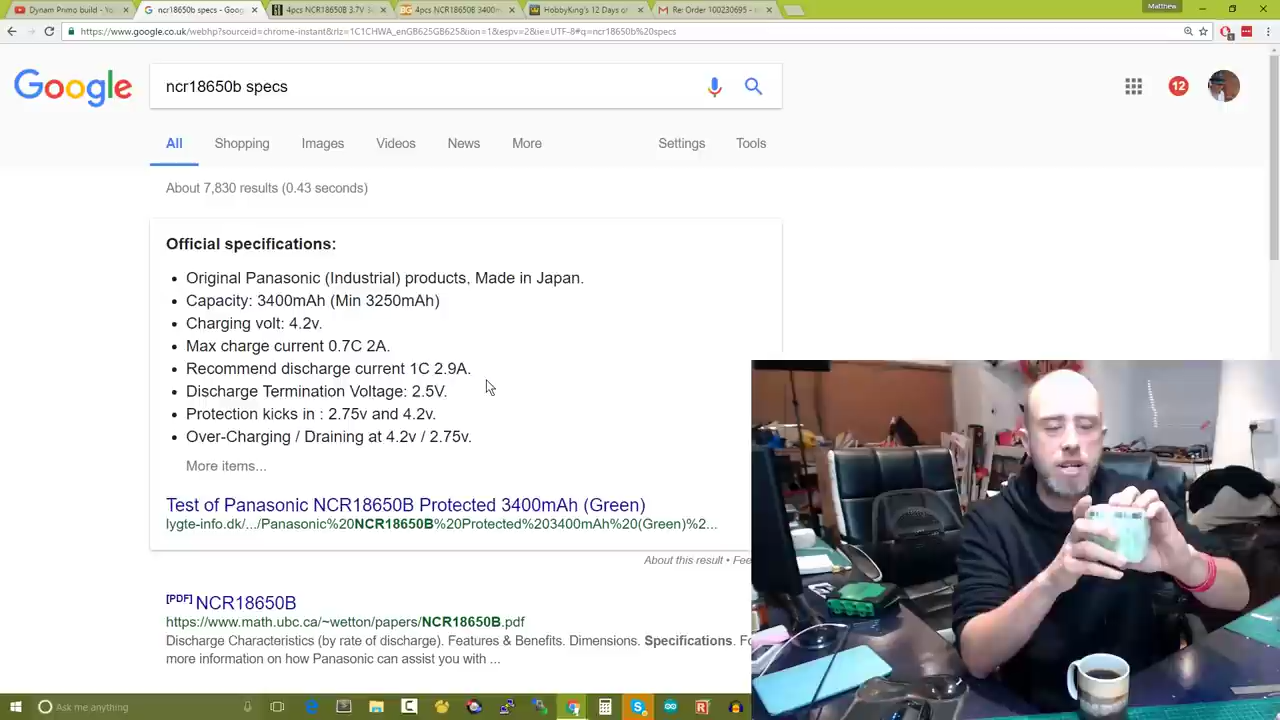 Matthew
Dynam Primo build - You
ncr18650b specs - Goog
4pcs NCR18650B 3.7V 34
4pcs NCR18650B 3400m
HobbyKing's 12 Days of
Re: Order 100230695 -
https://www.google.co.uk/webhp?sourceid=chrome-instant&rlz=1C1CHWA_enGB625GB625&ion=1&espv=2&ie=UTF-8#q=ncr18650b%20specs
Google
ncr18650b specs
12
All Shopping Images Videos News More Settings Tools
About 7,830 results (0.43 seconds)
Official specifications:
Original Panasonic (Industrial) products, Made in Japan.
Capacity: 3400mAh (Min 3250mAh)
Charging volt: 4.2v.
Max charge current 0.7C 2A.
Recommend discharge current 1C 2.9A.
Discharge Termination Voltage: 2.5V.
Protection kicks in : 2.75v and 4.2v.
Over-Charging / Draining at 4.2v / 2.75v.
More items...
Test of Panasonic NCR18650B Protected 3400mAh (Green)
lygte-info.dk/.../Panasonic%20NCR18650B%20Protected%203400mAh%20(Green)%2...
About this result • Fee
[PDF] NCR18650B
https://www.math.ubc.ca/~wetton/papers/NCR18650B.pdf
Discharge Characteristics (by rate of discharge). Features & Benefits. Dimensions. Specifications. Fo
more information on how Panasonic can assist you with ...
Ask me anything